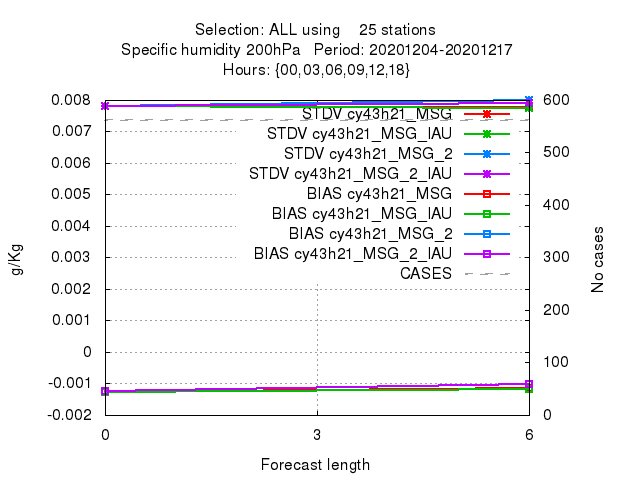 Selection: ALL using    25 stations
Specific humidity 200hPa   Period: 20201204-20201217
Hours: {00,03,06,09,12,18}
0.008
0.007
0.006
0.005
0.004
0.003
0.002
0.001
0
-0.001
-0.002
g/Kg
STDV cy43h21_MSG
STDV cy43h21_MSG_IAU
STDV cy43h21_MSG_2
STDV cy43h21_MSG_2_IAU
BIAS cy43h21_MSG
BIAS cy43h21_MSG_IAU
BIAS cy43h21_MSG_2
BIAS cy43h21_MSG_2_IAU
CASES
600
500
400
300
200
100
0
No cases
0 3 6
Forecast length